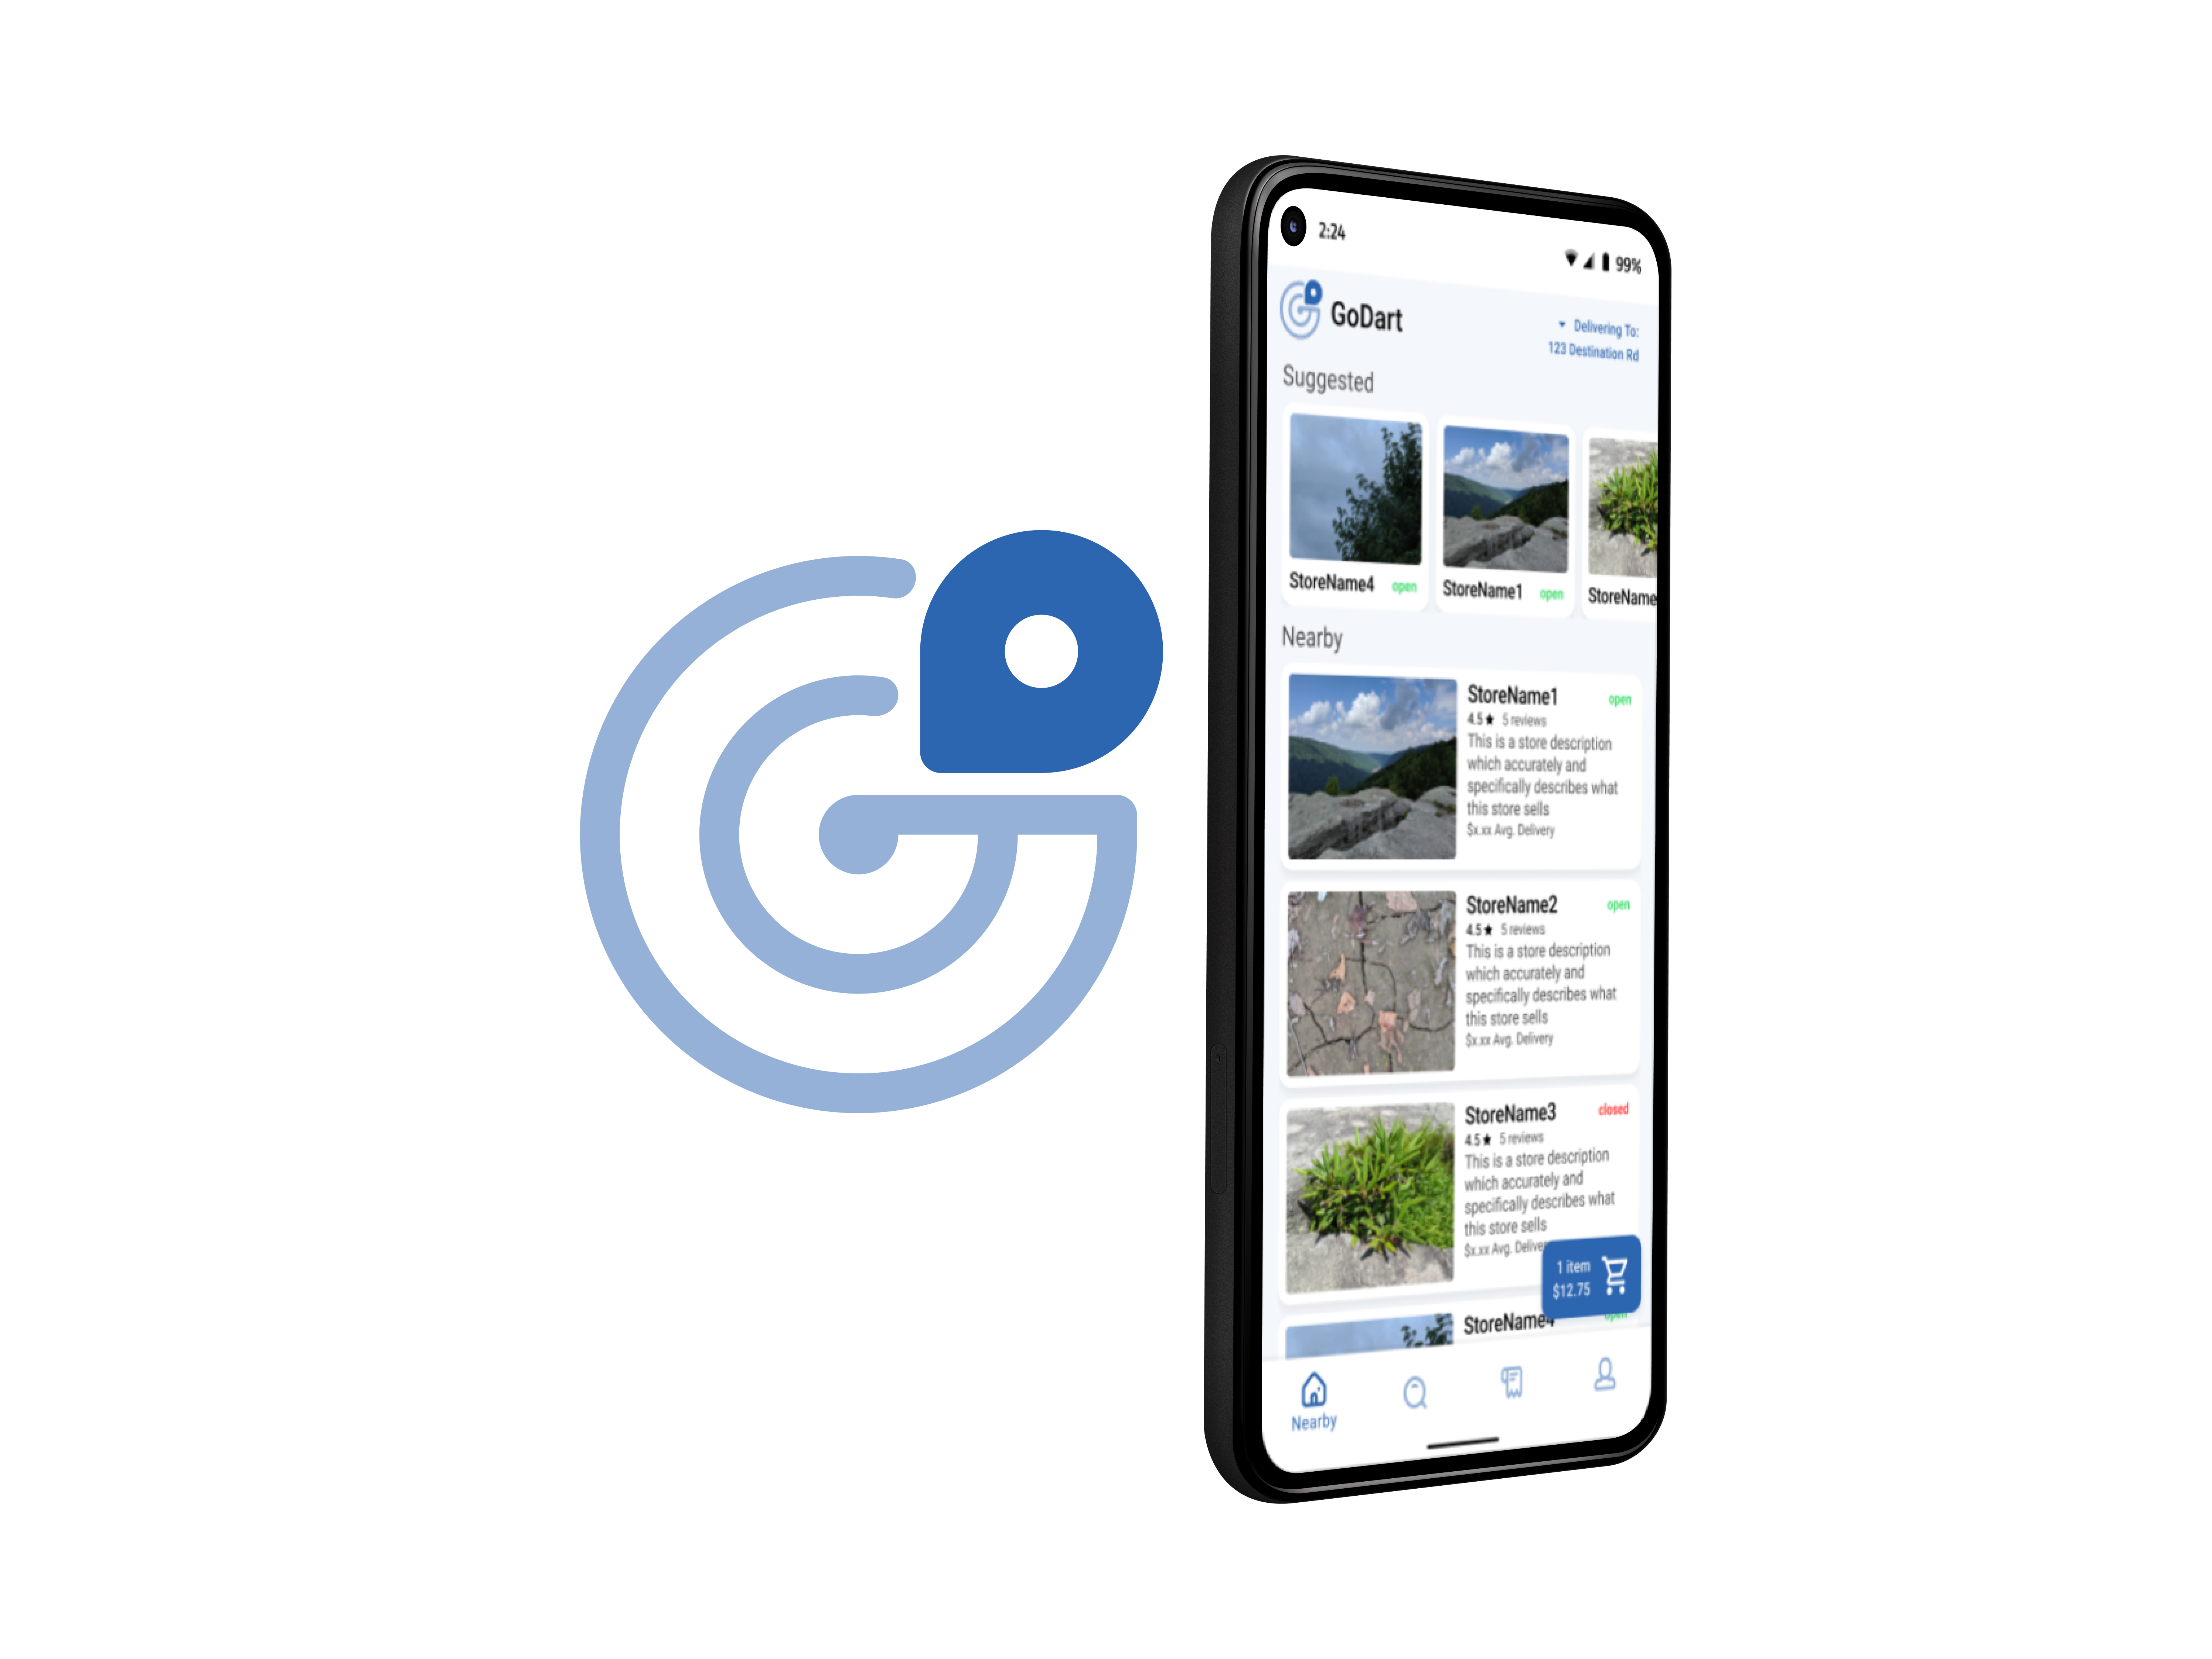 2:24
99%
GoDart
Delivering To:
123 Destination Rd
Suggested
StoreName4 open
StoreName1 open
StoreName
Nearby
StoreName1 open
4.5★ 5 reviews
This is a store description
which accurately and
specifically describes what
this store sells
$x.xx Avg. Delivery
StoreName2 open
4.5★ 5 reviews
This is a store description
which accurately and
specifically describes what
this store sells
$x.xx Avg. Delivery
StoreName3 closed
4.5★ 5 reviews
This is a store description
which accurately and
specifically describes what
this store sells
$x.xx Avg. Delive
1 item
$12.75
StoreName4 open
Nearby